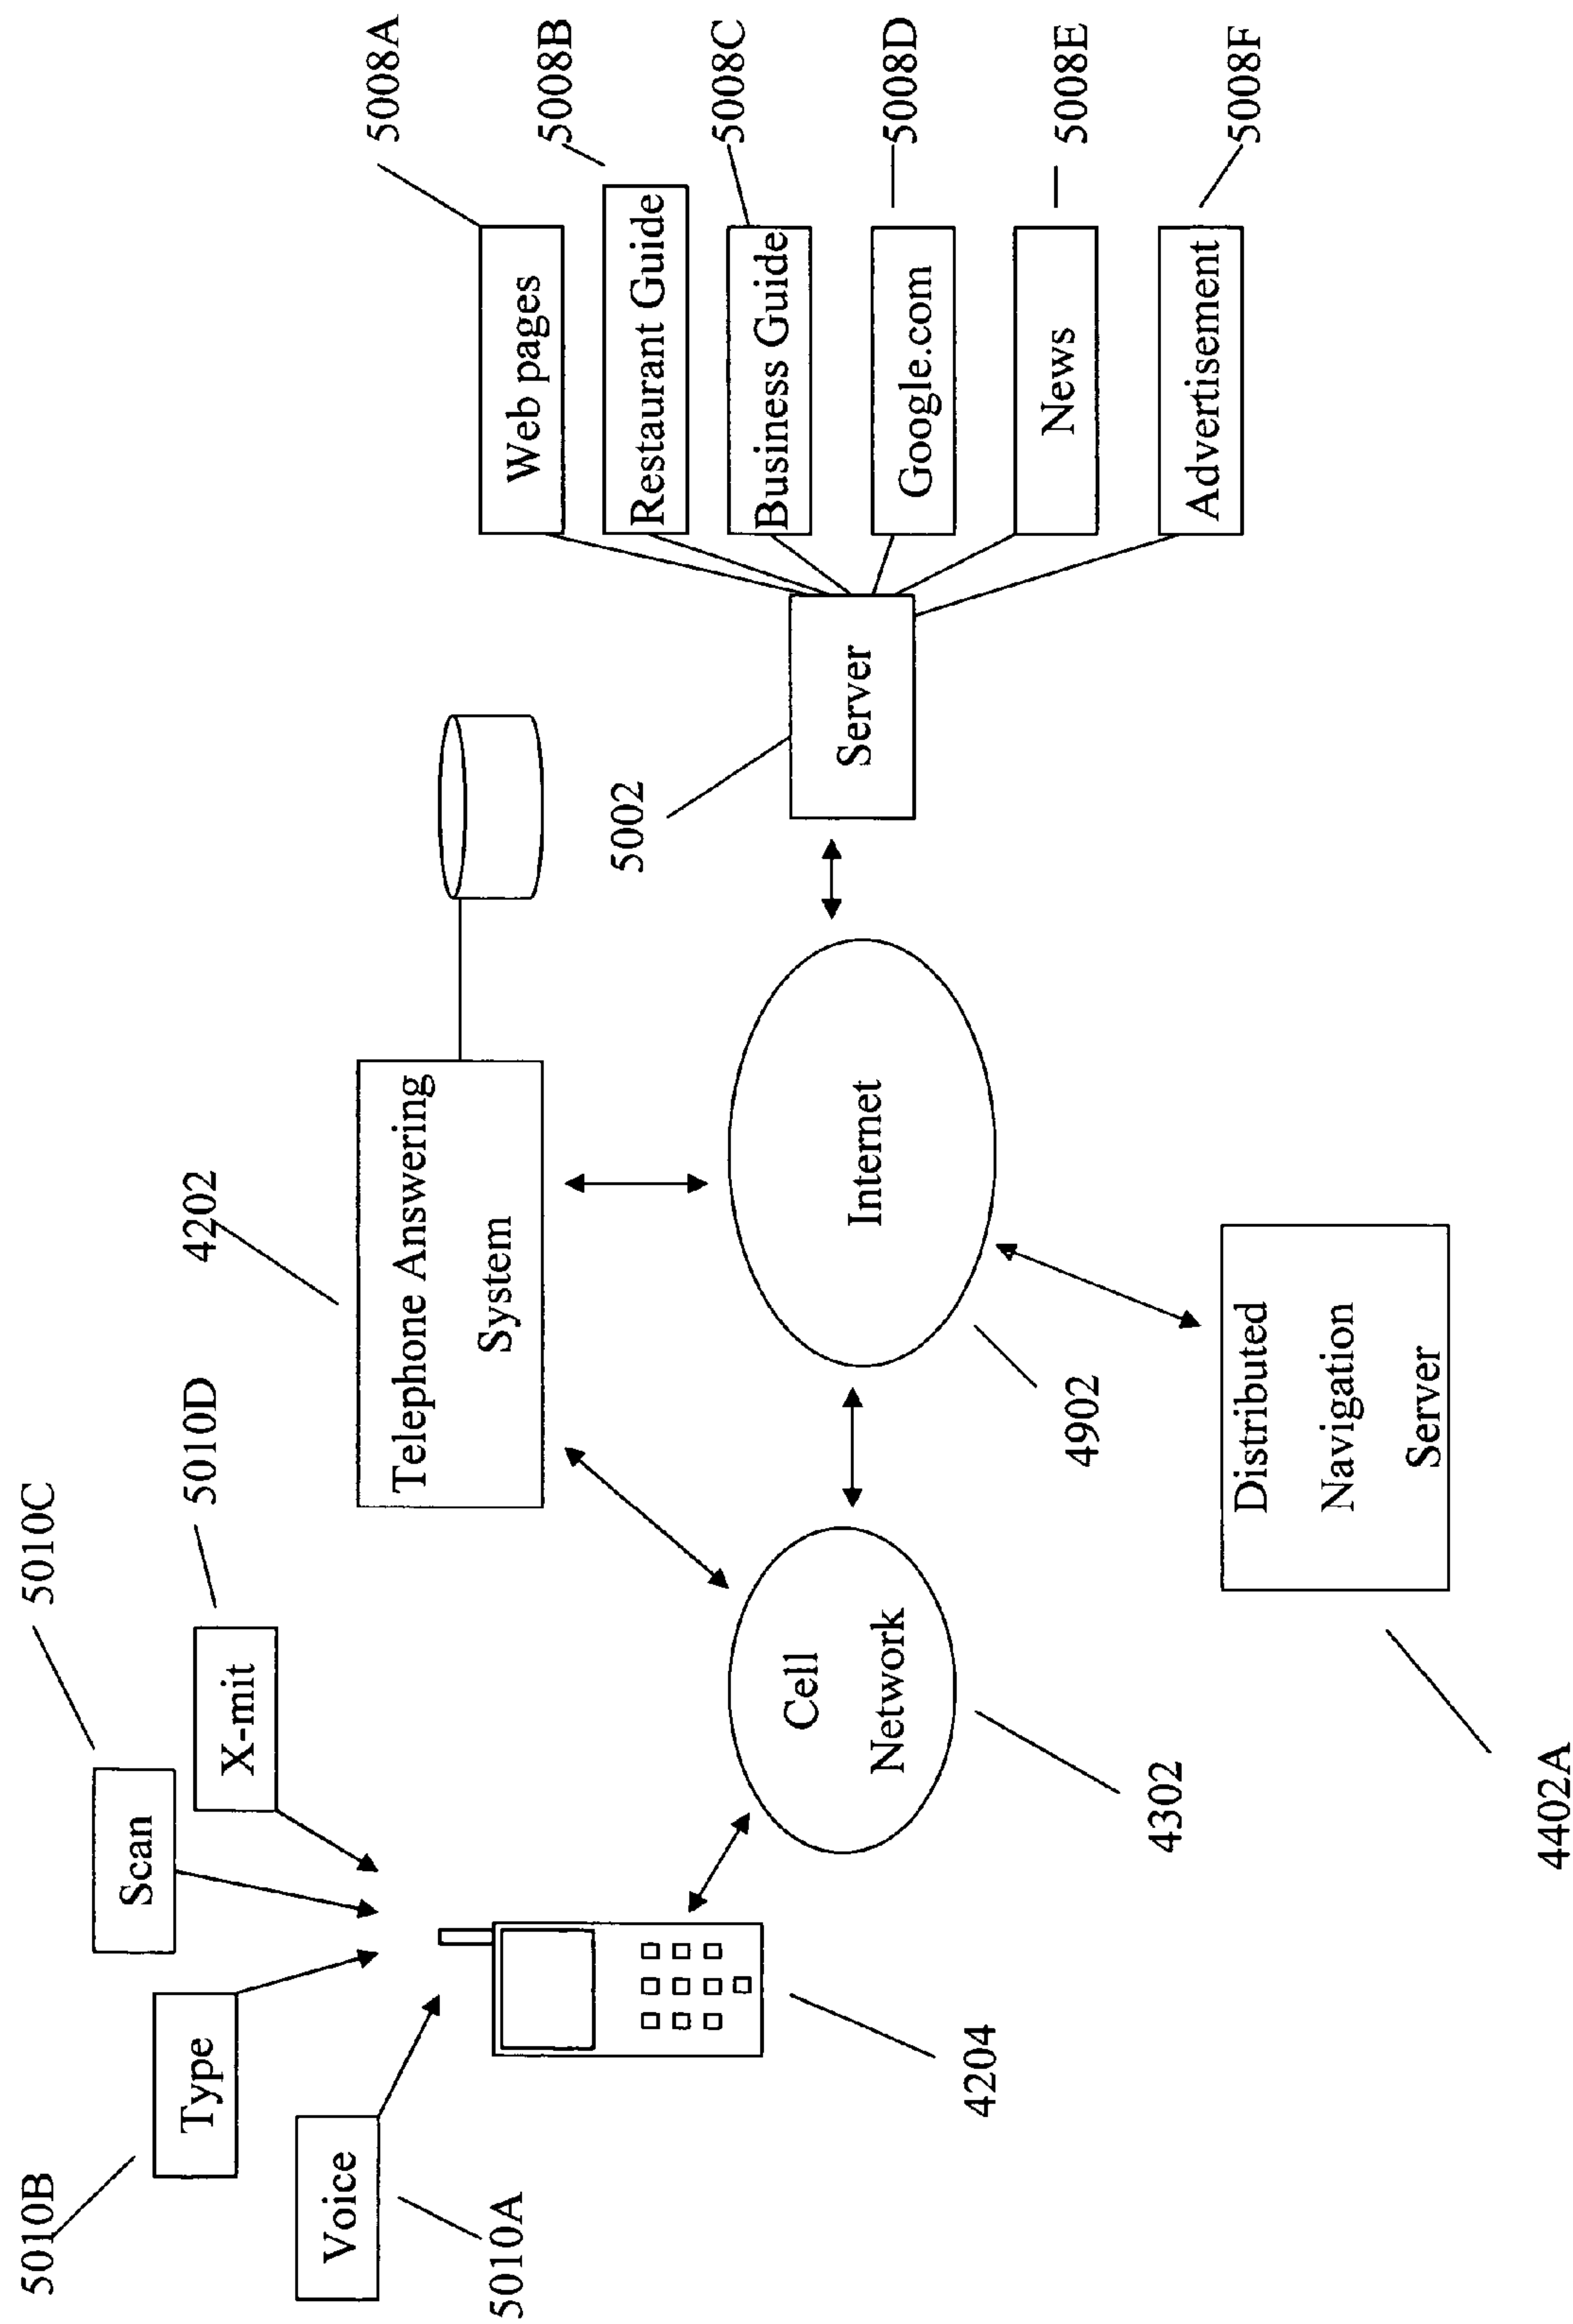 5010B
5010C
5010D
Type
Scan
X-mit
Voice
5010A
4204
4202
Telephone Answering
System
Cell
Network
4302
Internet
4902
Distributed
Navigation
Server
4402A
5002
Server
Web pages
5008A
Restaurant Guide
5008B
Business Guide
5008C
Google.com
5008D
News
5008E
Advertisement
5008F